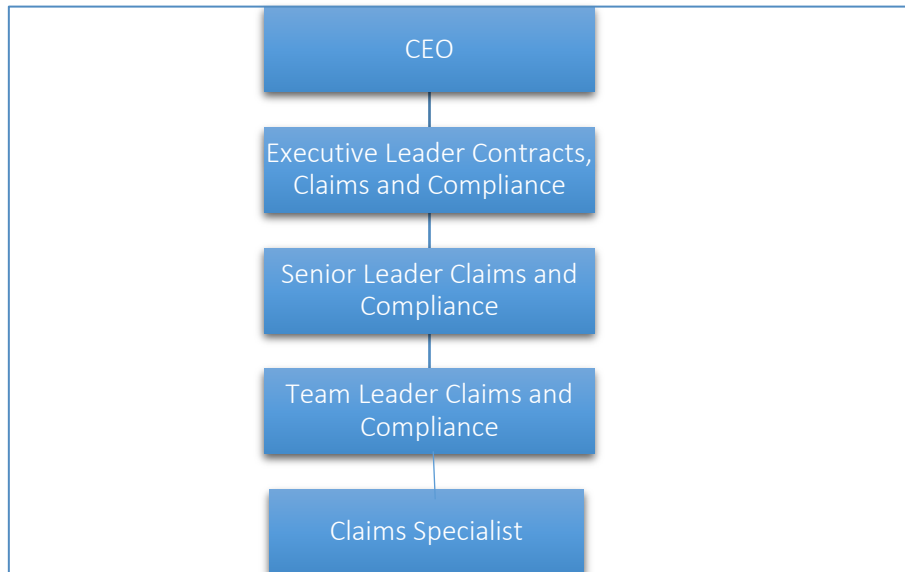 CEO
Executive Leader Contracts,
Claims and Compliance
Senior Leader Claims and
Compliance
Team Leader Claims and
Compliance
Claims Specialist